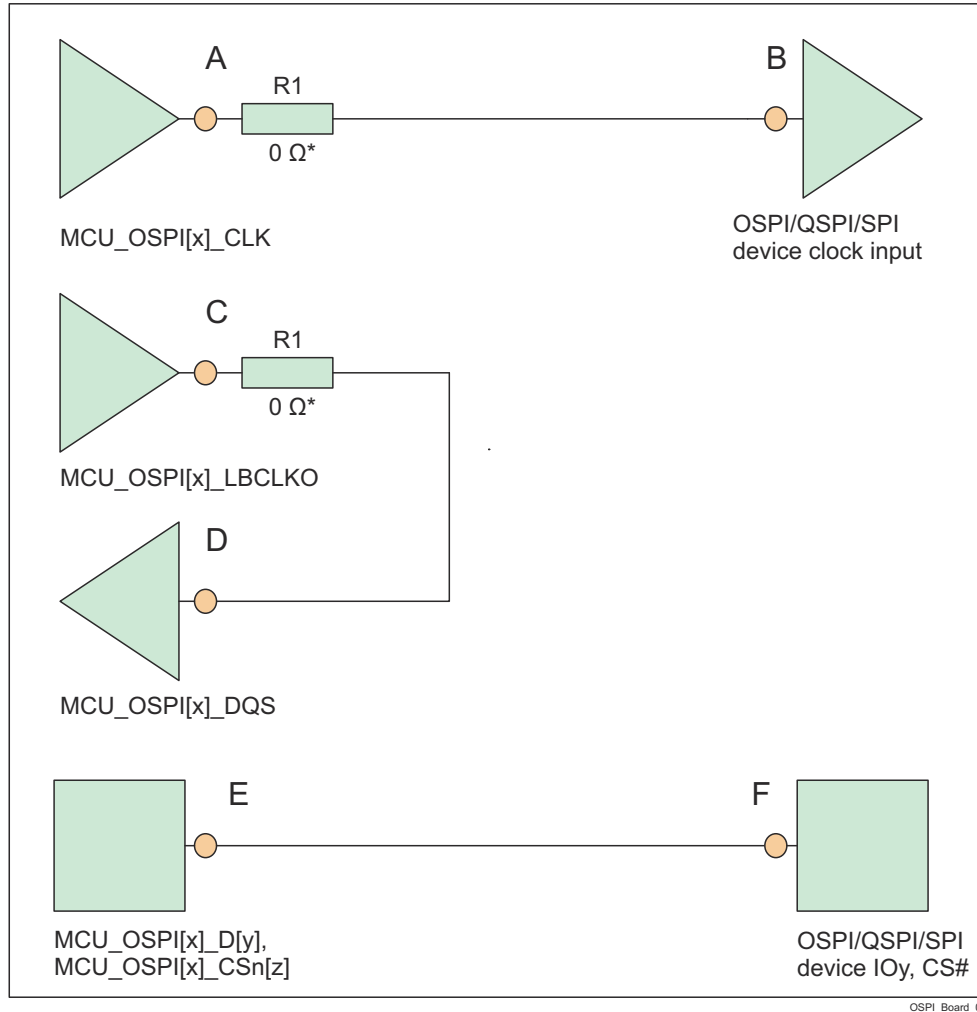 A
R1
0 Ω*
MCU_OSPI[x]_CLK
B
OSPI/QSPI/SPI
device clock input
C
R1
0 Ω*
MCU_OSPI[x]_LBCLKO
D
MCU_OSPI[x]_DQS
E
MCU_OSPI[x]_D[y],
MCU_OSPI[x]_CSn[z]
F
OSPI/QSPI/SPI
device IOy, CS#
OSPI_Board_